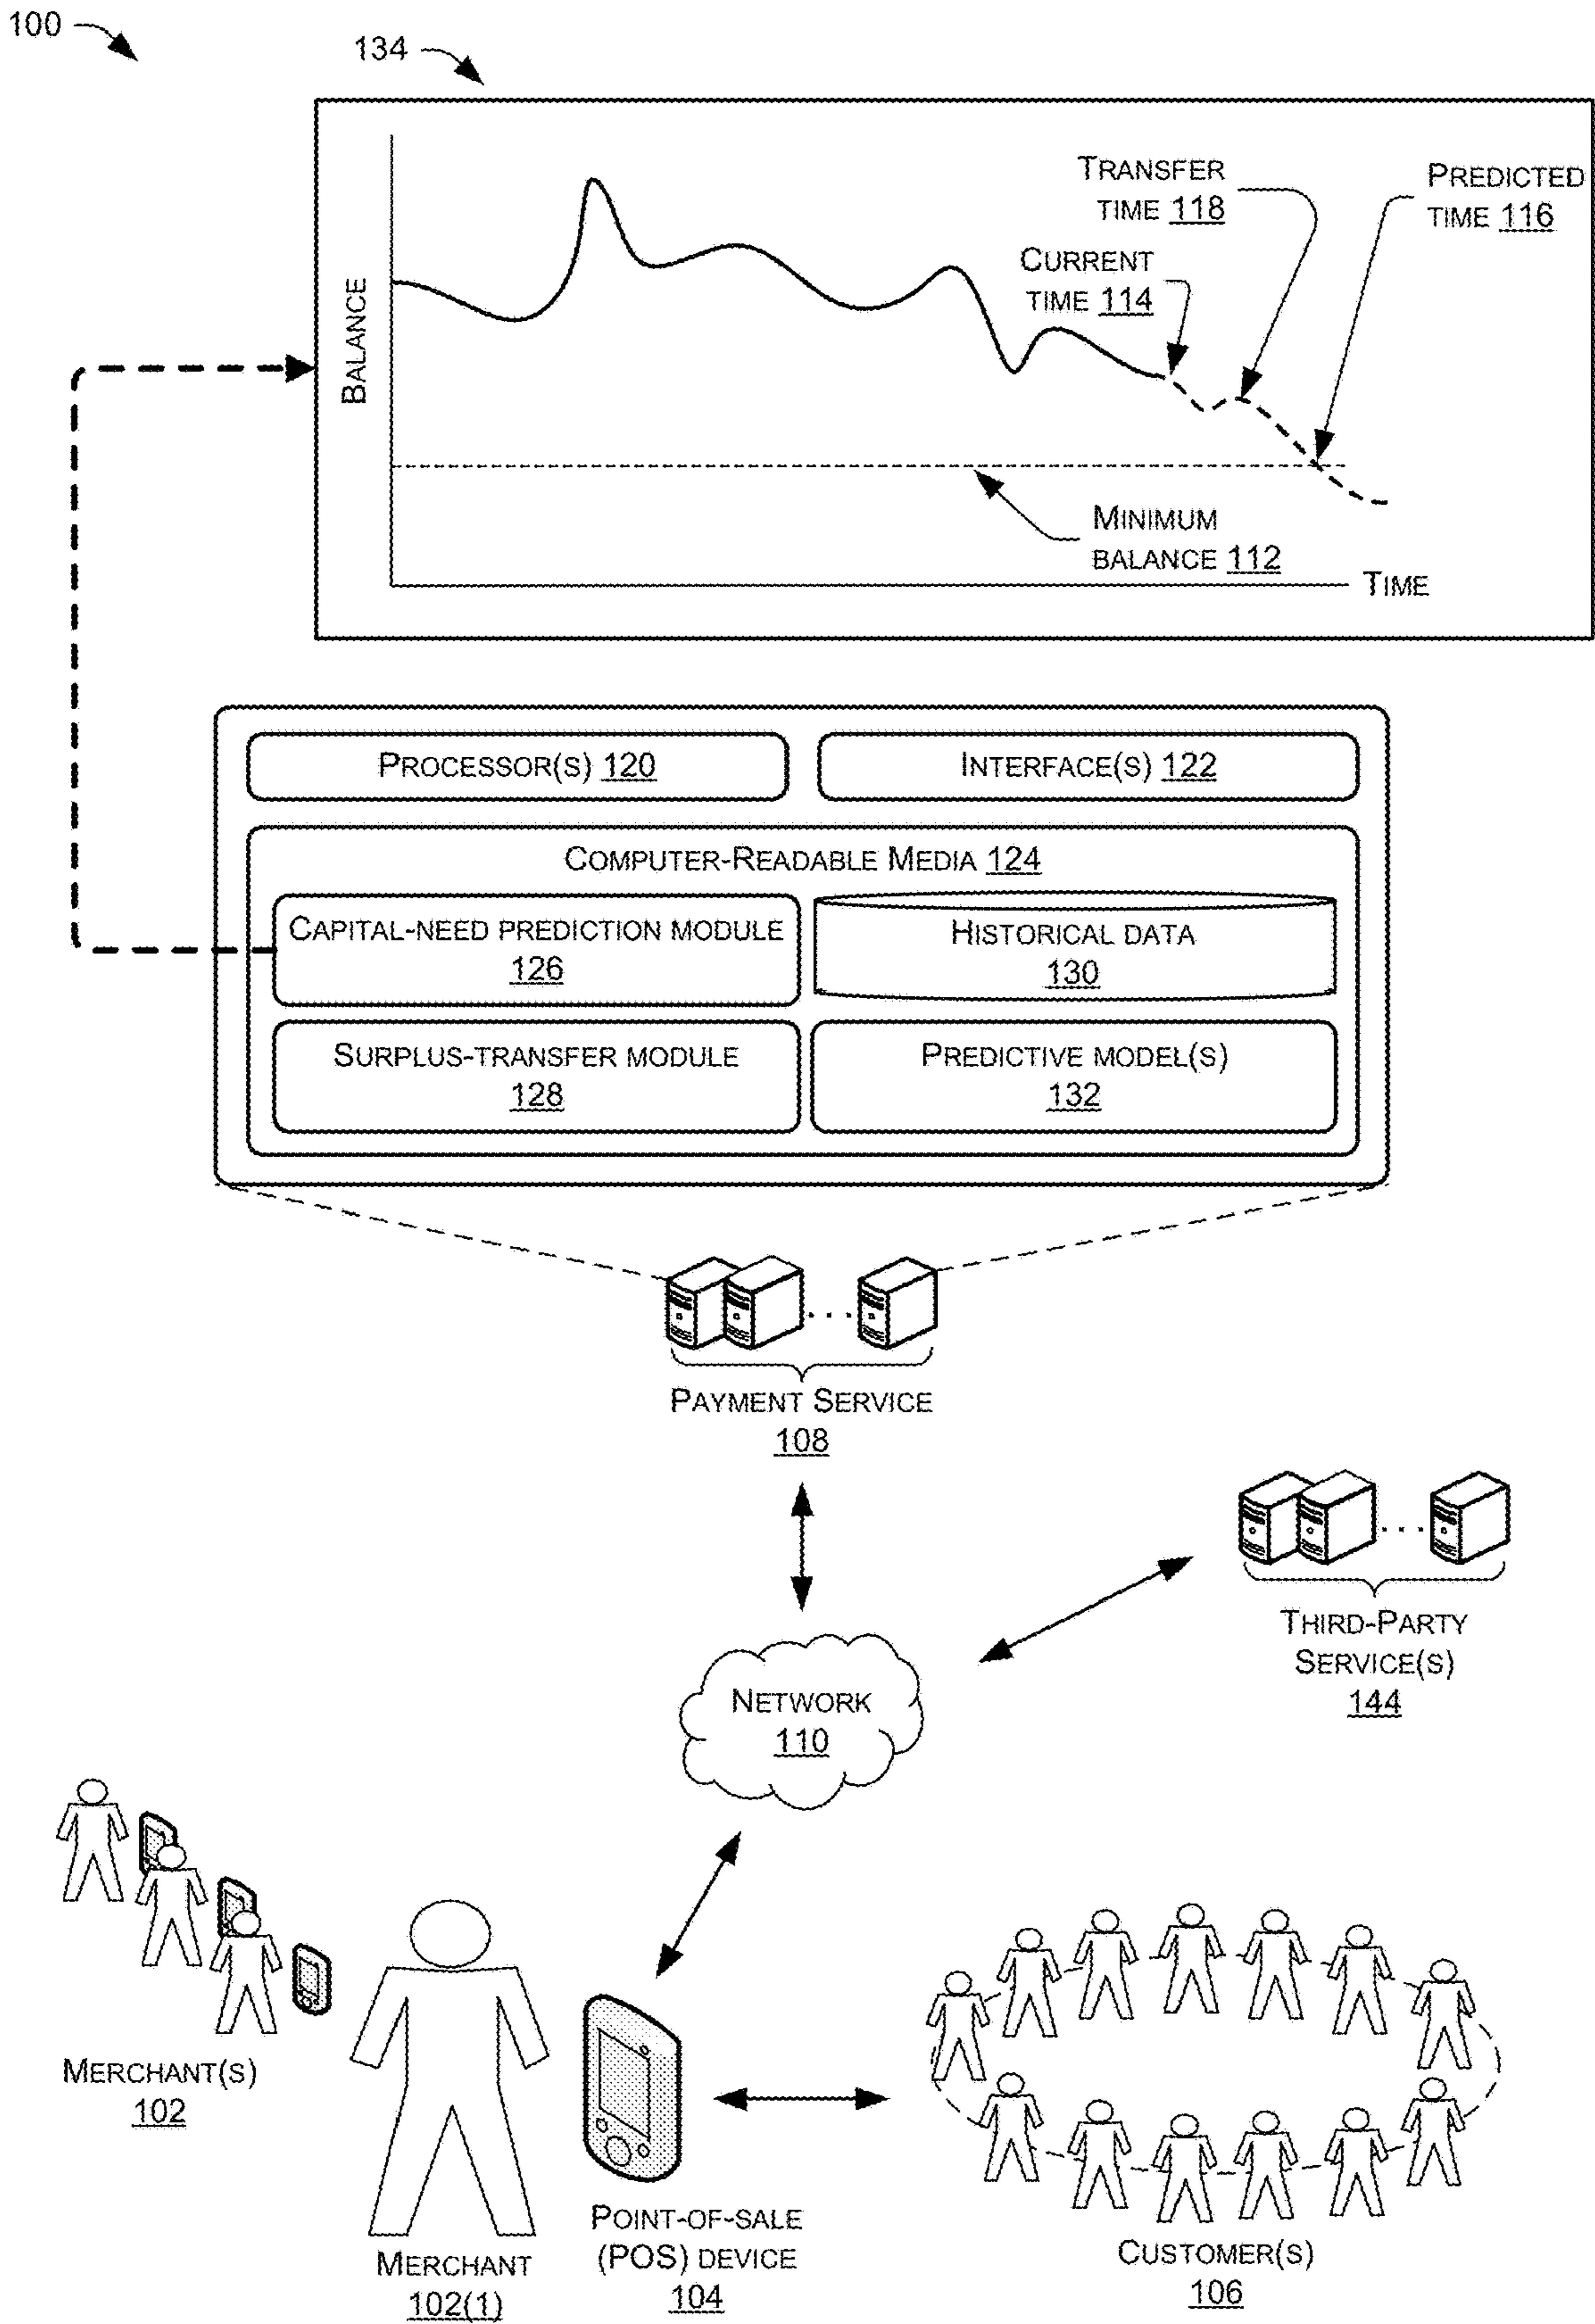 100
134
TRANSFER
TIME 118
PREDICTED
TIME 116
CURRENT
TIME 114
BALANCE
MINIMUM
BALANCE 112
TIME
PROCESSOR(S) 120
INTERFACE(S) 122
COMPUTER-READABLE MEDIA 124
CAPITAL-NEED PREDICTION MODULE
126
HISTORICAL DATA
130
SURPLUS-TRANSFER MODULE
128
PREDICTIVE MODEL(S)
132
PAYMENT SERVICE
108
THIRD-PARTY
SERVICE(S)
144
NETWORK
110
MERCHANT(S)
102
MERCHANT
102(1)
POINT-OF-SALE
(POS) DEVICE
104
CUSTOMER(S)
106